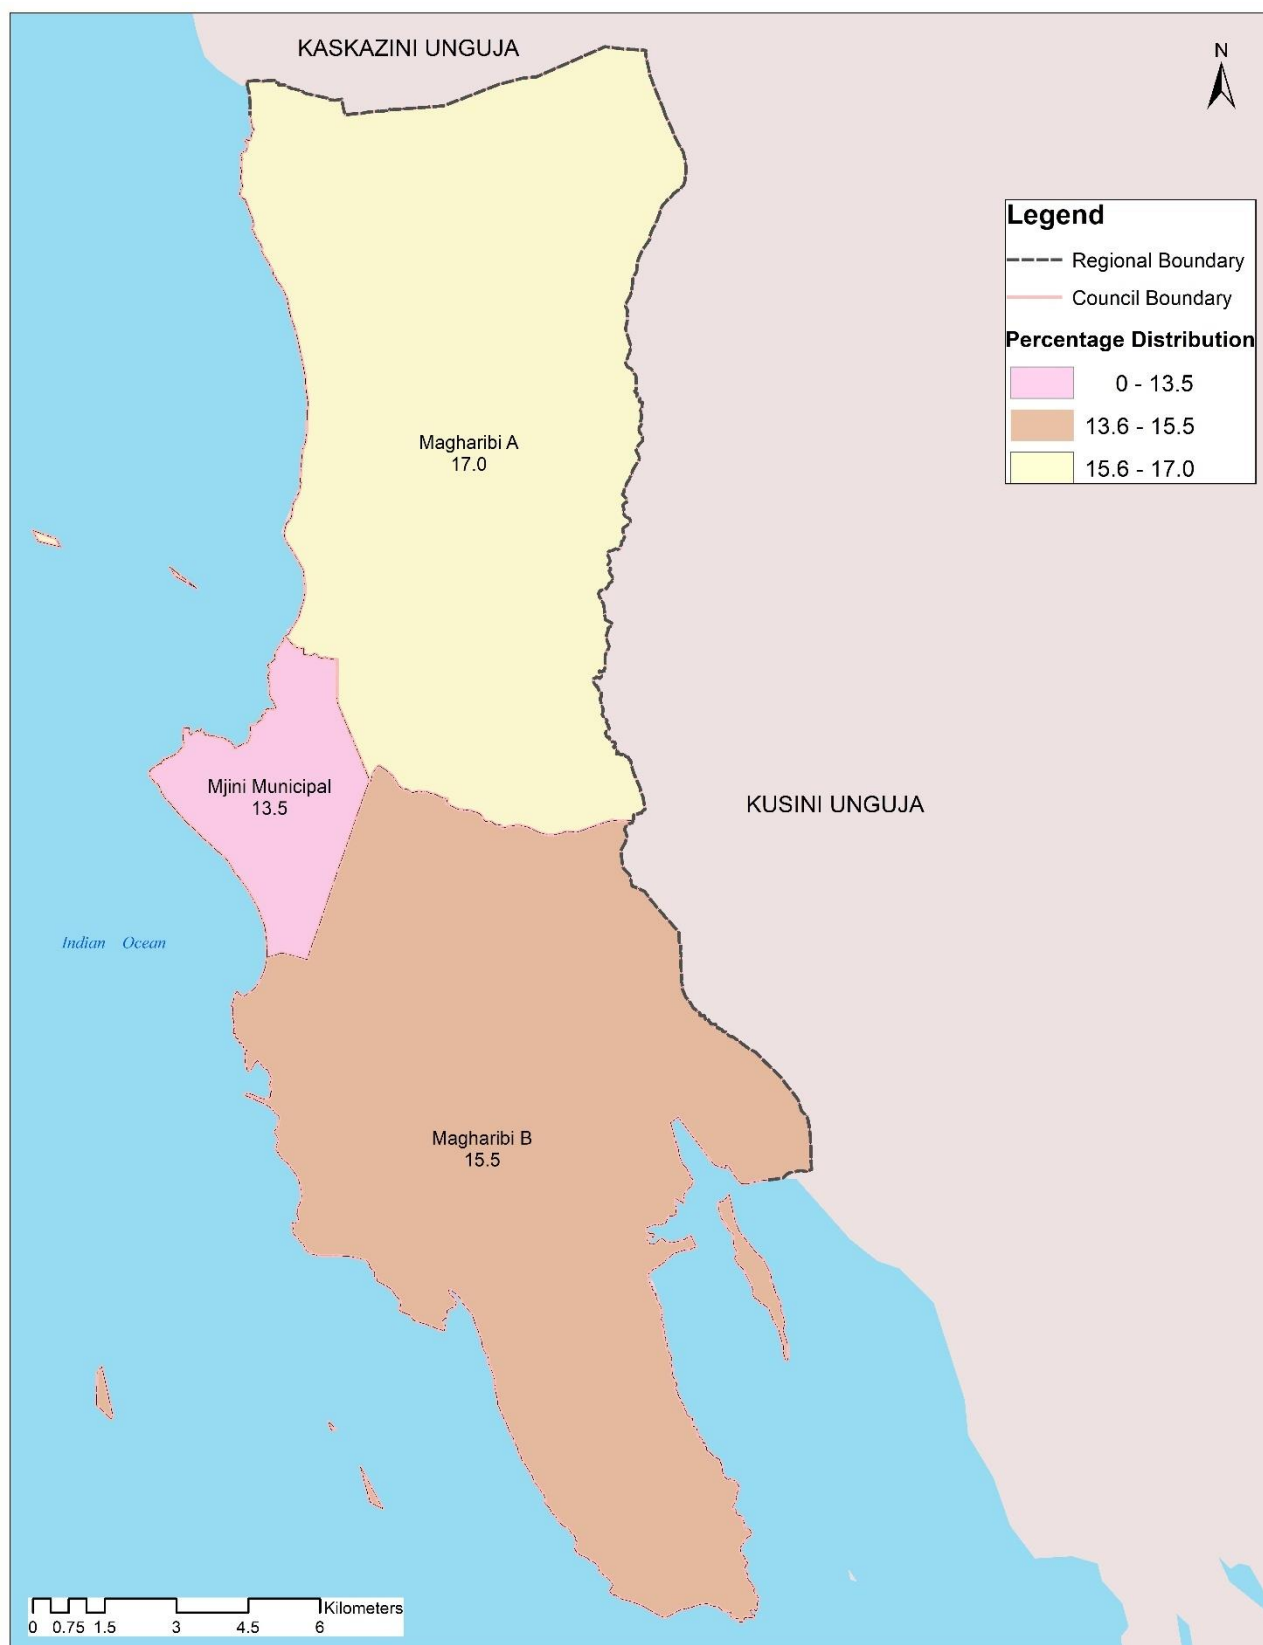 KASKAZINI UNGUJA
N
Legend
Regional Boundary
Council Boundary
Percentage Distribution
0 - 13.5
13.6 - 15.5
15.6 - 17.0
Magharibi A
17.0
Mjini Municipal
13.5
KUSINI UNGUJA
Indian Ocean
Magharibi B
15.5
Kilometers
0 0.75 1.5 3 4.5 6